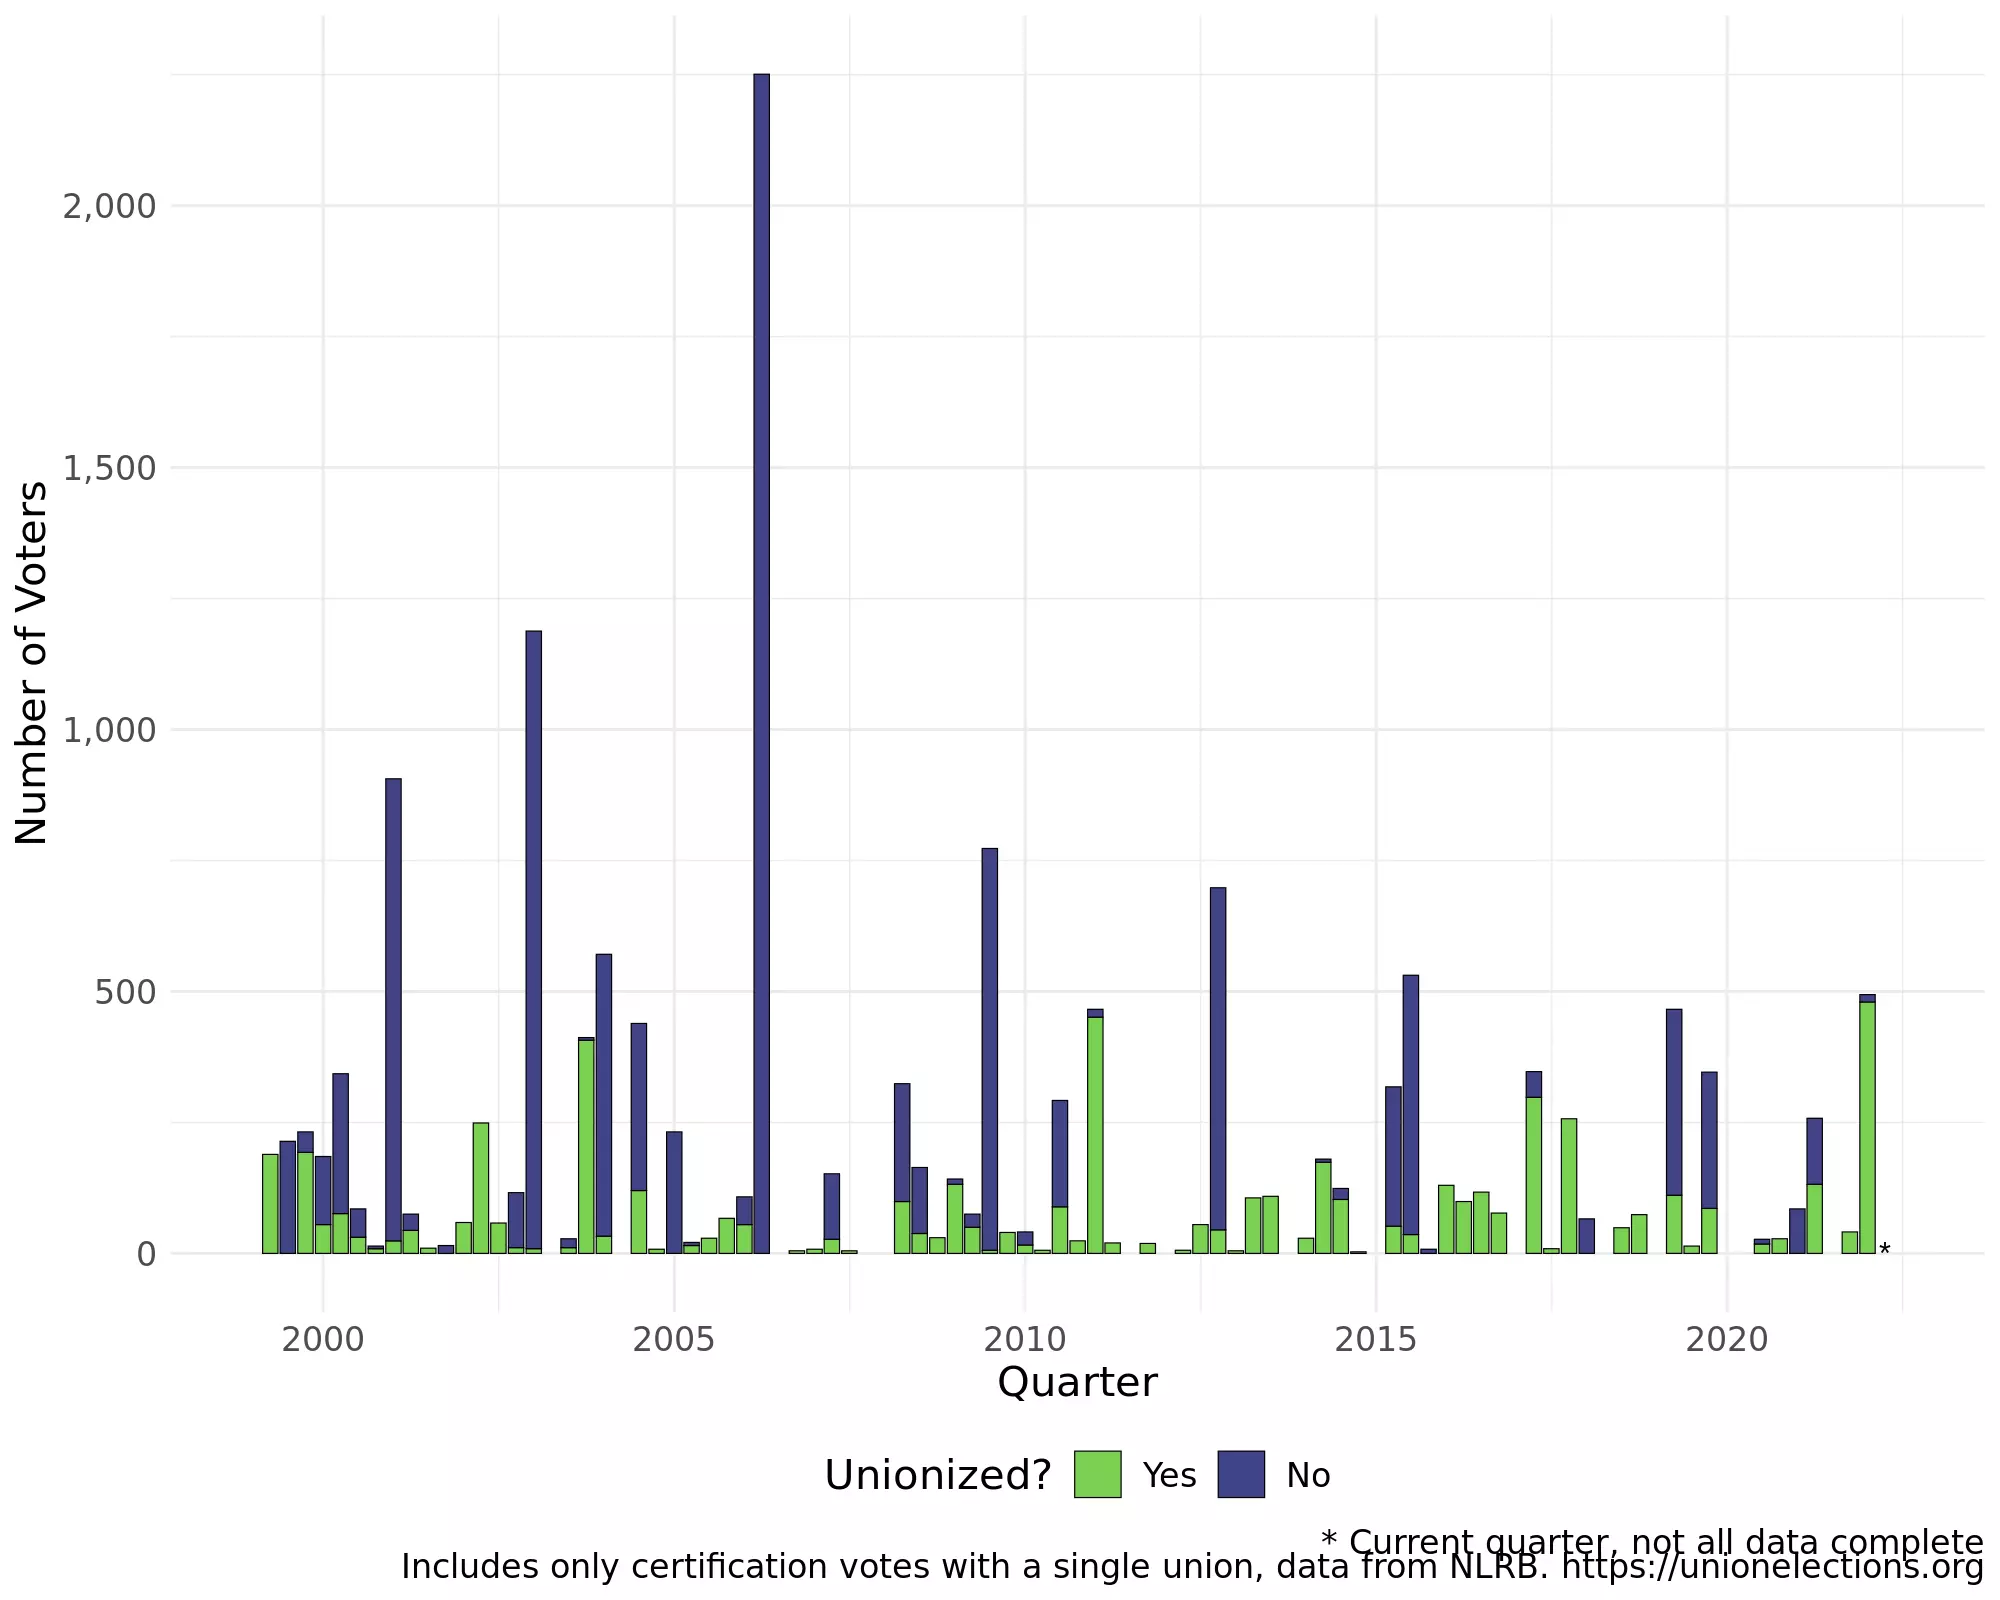 Number of Voters
2,000
1,500
1,000
500
0
*
2000 2005 2010 2015 2020
Quarter
Unionized? Yes No
* Current quarter, not all data complete
Includes only certification votes with a single union, data from NLRB. https://unionelections.org